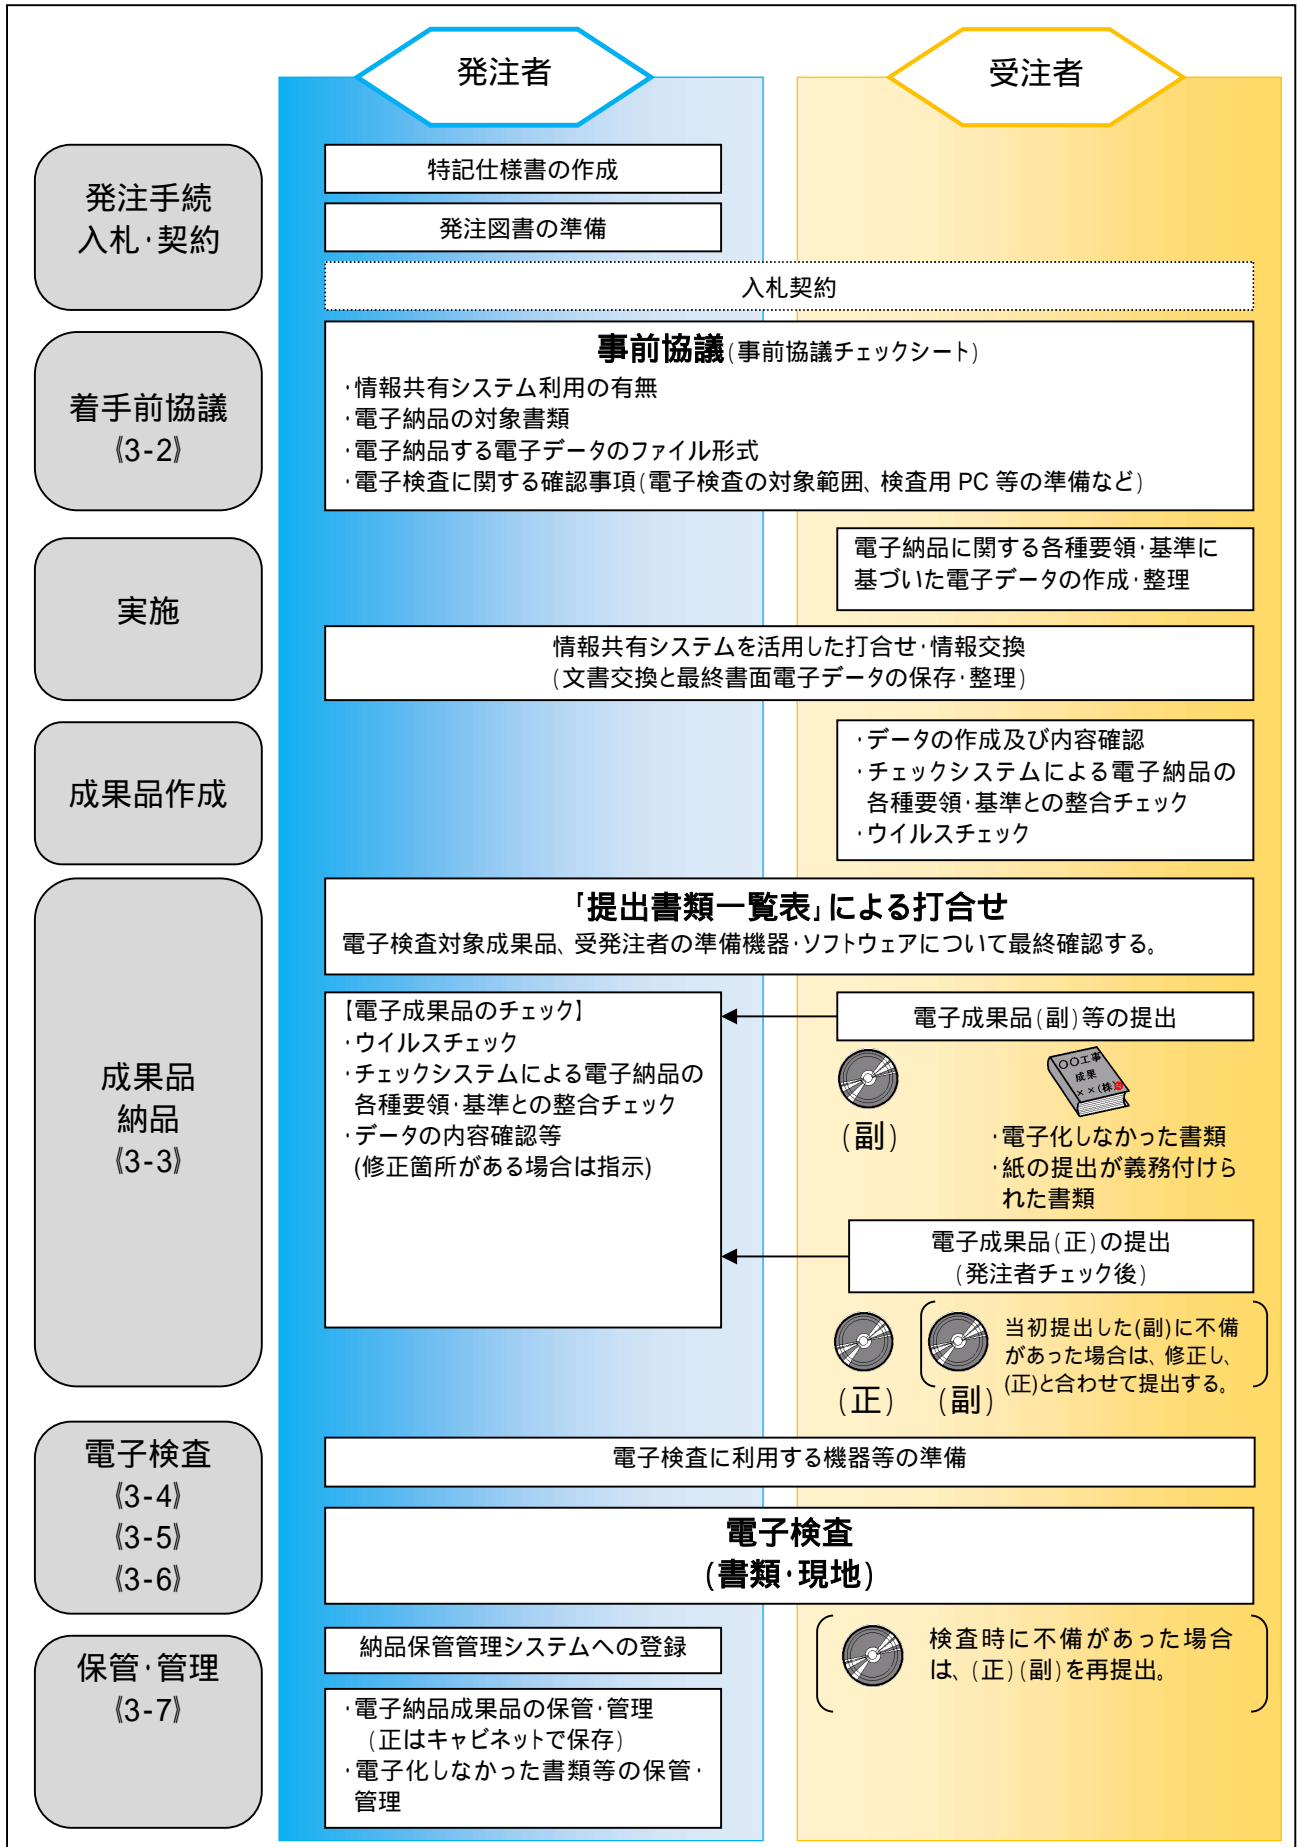 発注者
受注者
発注手続
入札・契約
特記仕様書の作成
発注図書の準備
入札契約
着手前協議
《3-2》
事前協議(事前協議チェックシート)
・情報共有システム利用の有無
・電子納品の対象書類
・電子納品する電子データのファイル形式
・電子検査に関する確認事項(電子検査の対象範囲、検査用 PC 等の準備など)
実施
電子納品に関する各種要領・基準に
基づいた電子データの作成・整理
情報共有システムを活用した打合せ・情報交換
(文書交換と最終書面電子データの保存・整理)
成果品作成
・データの作成及び内容確認
・チェックシステムによる電子納品の
各種要領・基準との整合チェック
・ウイルスチェック
成果品
納品
《3-3》
「提出書類一覧表」による打合せ
電子検査対象成果品、受発注者の準備機器・ソフトウェアについて最終確認する。
【電子成果品のチェック】
・ウイルスチェック
・チェックシステムによる電子納品の
各種要領・基準との整合チェック
・データの内容確認等
(修正箇所がある場合は指示)
電子成果品(副)等の提出
(副)
〇〇工事
成果
××(株)
・電子化しなかった書類
・紙の提出が義務付けら
れた書類
電子成果品(正)の提出
(発注者チェック後)
(正)
(副)
当初提出した(副)に不備
があった場合は、修正し、
(正)と合わせて提出する。
電子検査
《3-4》
《3-5》
《3-6》
電子検査に利用する機器等の準備
電子検査
(書類・現地)
保管・管理
《3-7》
納品保管管理システムへの登録
・電子納品成果品の保管・管理
(正はキャビネットで保存)
・電子化しなかった書類等の保管・
管理
検査時に不備があった場合
は、(正)(副)を再提出。